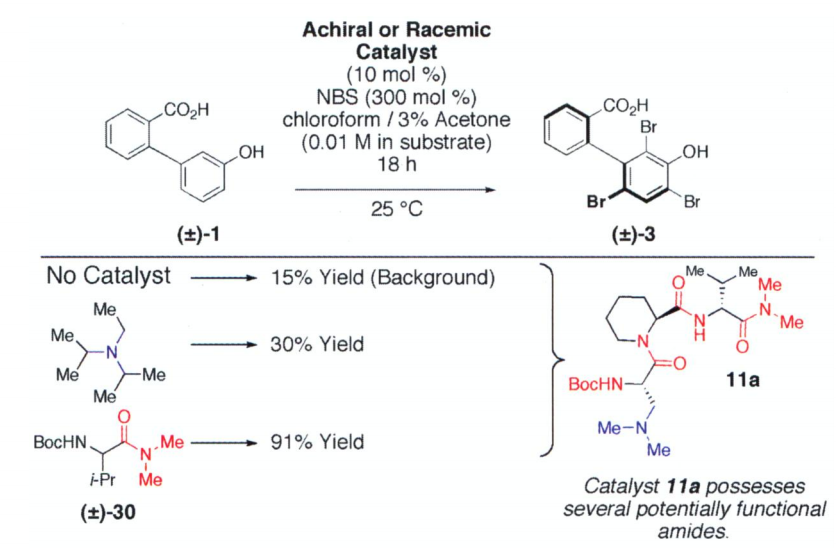 Achiral or Racemic
Catalyst
(10 mol %)
NBS (300 mol %)
chloroform / 3% Acetone
(0.01 M in substrate)
18 h
25 °C
CO₂H
OH
(±)-1
CO₂H
Br
OH
Br
Br
(±)-3
No Catalyst
15% Yield (Background)
Me
Me
N
Me
Me
Me
30% Yield
O
BocHN
N
Me
i-Pr
Me
91% Yield
(±)-30
Me
Me
O
Me
N
Me
N
H
O
N
O
BocHN
11a
Me
N
Me
Catalyst 11a possesses
several potentially functional
amides.